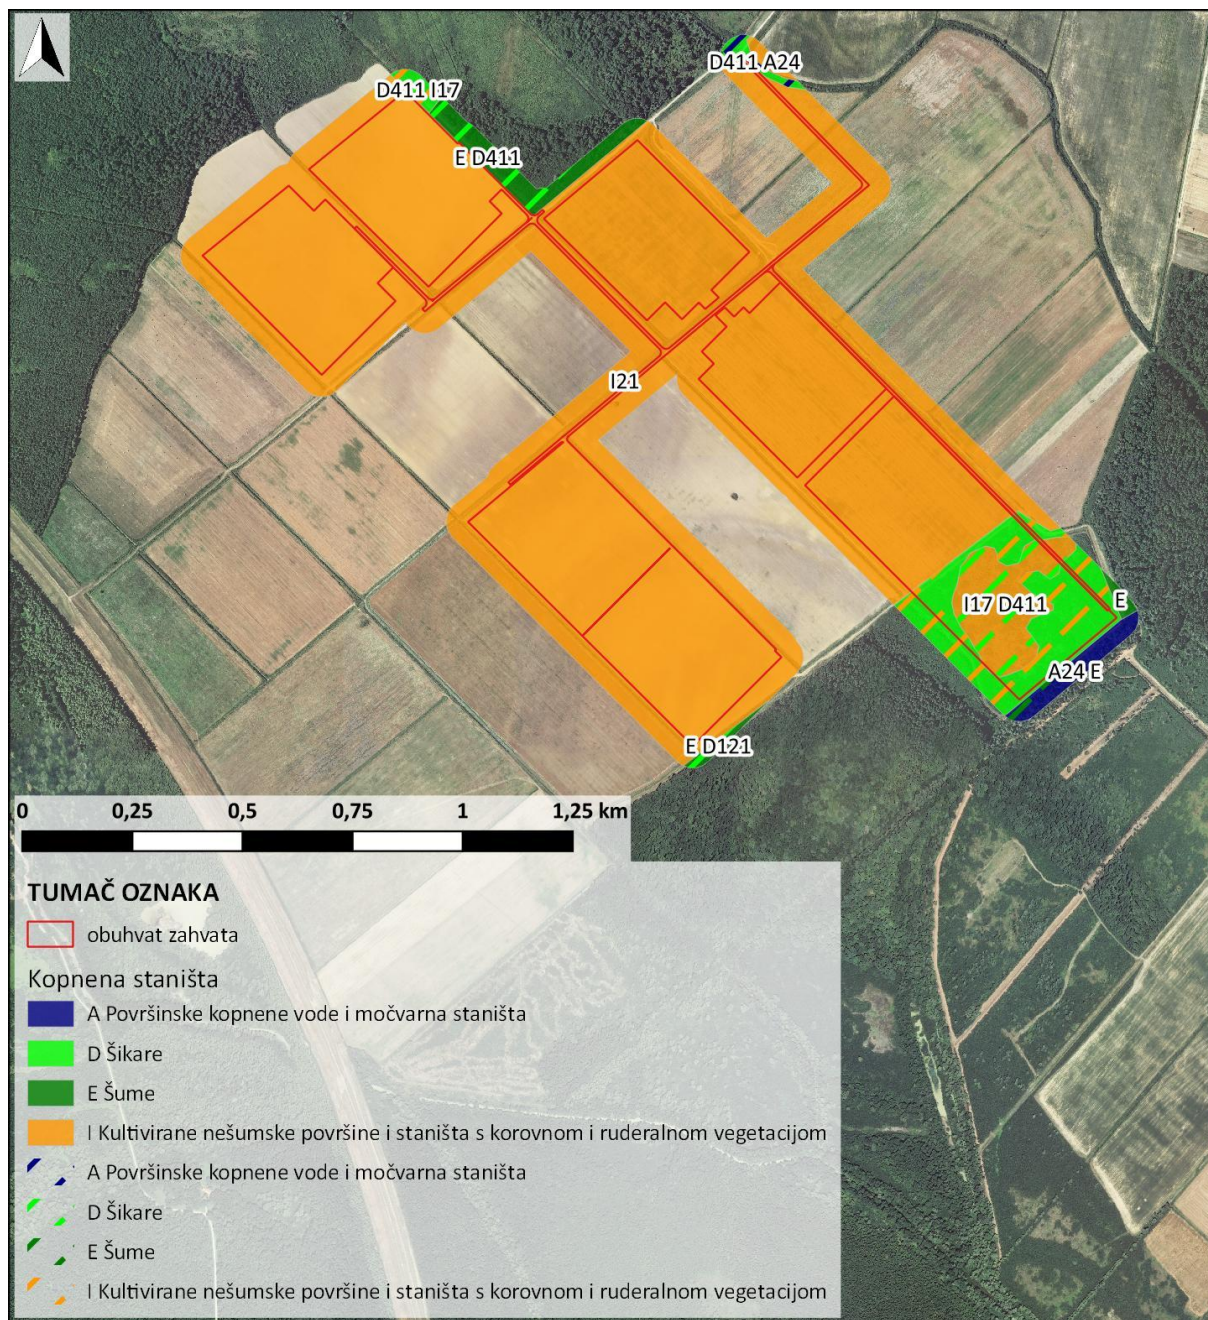 D411 A24
D411 I17
E D411
I21
I17 D411
E
A24 E
E D121
0 0,25 0,5 0,75 1 1,25 km
TUMAČ OZNAKA
obuhvat zahvata
Kopnena staništa
A Površinske kopnene vode i močvarna staništa
D Šikare
E Šume
I Kultivirane nešumske površine i staništa s korovnom i ruderalnom vegetacijom
A Površinske kopnene vode i močvarna staništa
D Šikare
E Šume
I Kultivirane nešumske površine i staništa s korovnom i ruderalnom vegetacijom